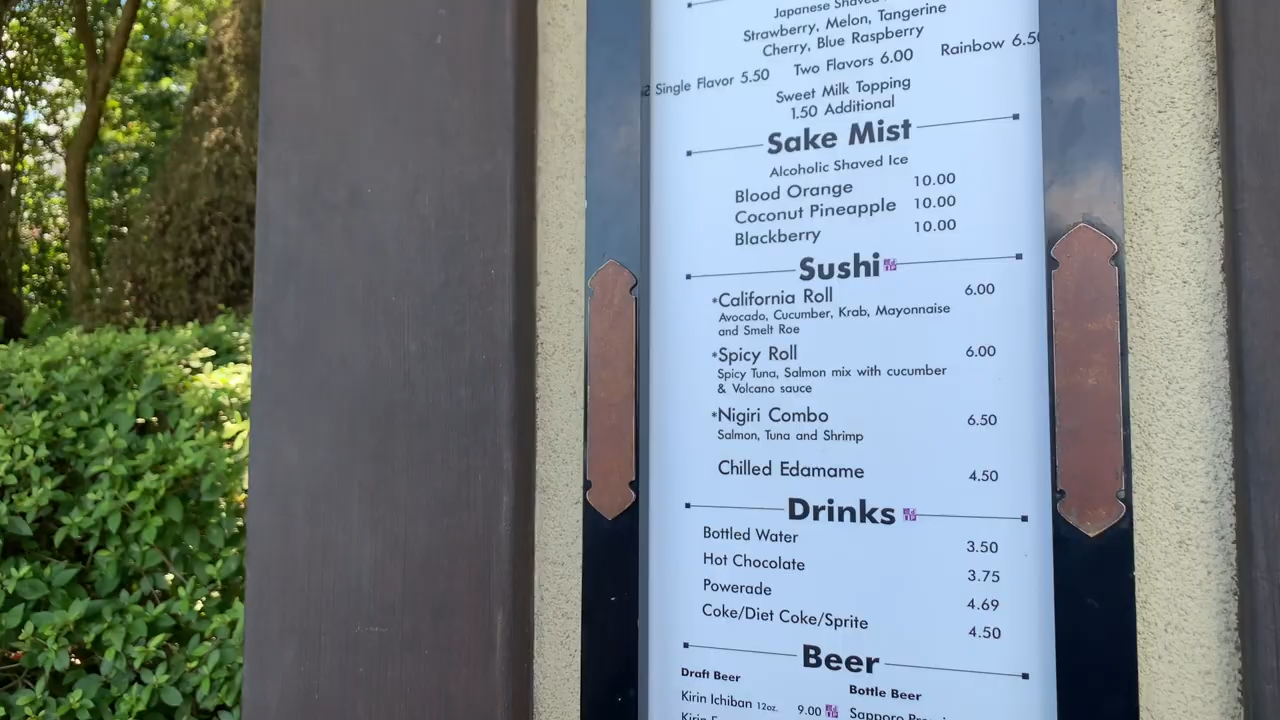 Japanese Shaved
Strawberry, Melon, Tangerine
Cherry, Blue Raspberry
Single Flavor 5.50 Two Flavors 6.00 Rainbow 6.50
Sweet Milk Topping
1.50 Additional
Sake Mist
Alcoholic Shaved Ice
Blood Orange 10.00
Coconut Pineapple 10.00
Blackberry 10.00
Sushi
*California Roll 6.00
Avocado, Cucumber, Krab, Mayonnaise
and Smelt Roe
*Spicy Roll 6.00
Spicy Tuna, Salmon mix with cucumber
& Volcano sauce
*Nigiri Combo 6.50
Salmon, Tuna and Shrimp
Chilled Edamame 4.50
Drinks
Bottled Water 3.50
Hot Chocolate 3.75
Powerade 4.69
Coke/Diet Coke/Sprite 4.50
Beer
Draft Beer Bottle Beer
Kirin Ichiban 12oz. 9.00 Sapporo
Kirin